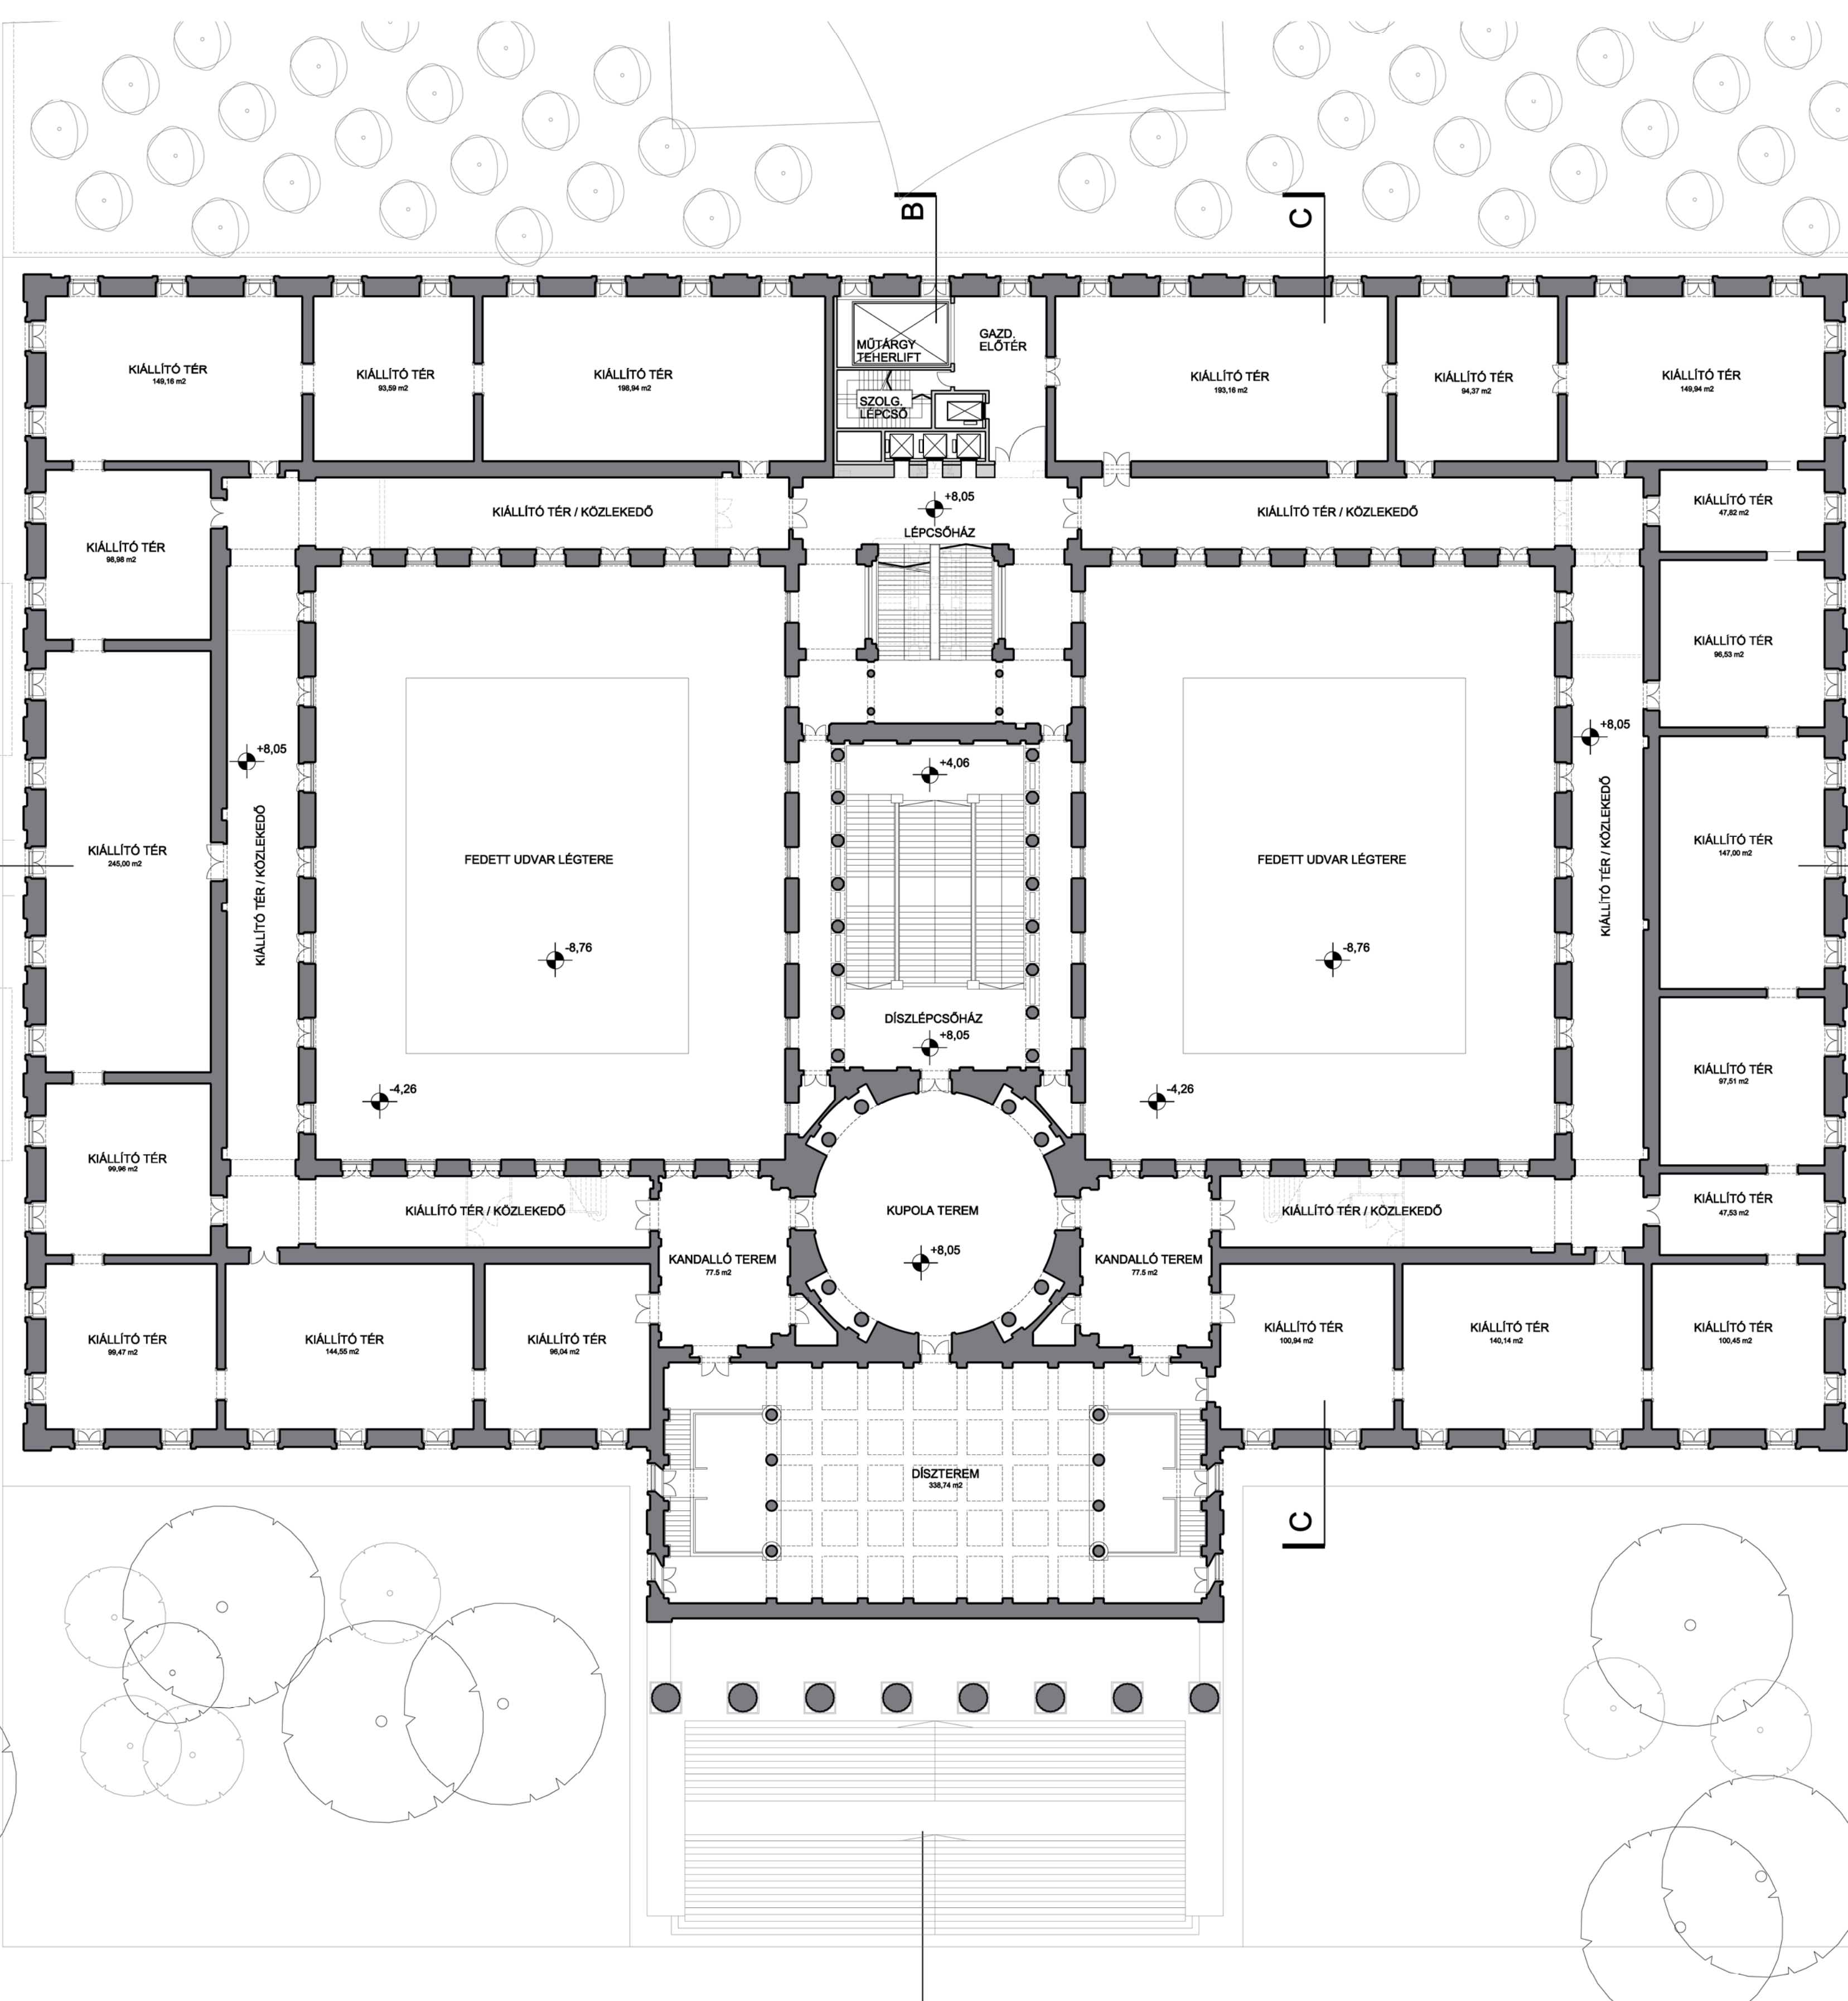 B
C
GAZD.
ELŐTÉR
MŰTÁRGY
TEHERLIFT
KIÁLLÍTÓ TÉR
149,16 m2
KIÁLLÍTÓ TÉR
93,59 m2
KIÁLLÍTÓ TÉR
198,94 m2
KIÁLLÍTÓ TÉR
193,16 m2
KIÁLLÍTÓ TÉR
94,37 m2
KIÁLLÍTÓ TÉR
149,94 m2
SZOLG.
LÉPCSŐ
+8,05
KIÁLLÍTÓ TÉR / KÖZLEKEDŐ
KIÁLLÍTÓ TÉR / KÖZLEKEDŐ
KIÁLLÍTÓ TÉR
47,82 m2
LÉPCSŐHÁZ
KIÁLLÍTÓ TÉR
98,98 m2
KIÁLLÍTÓ TÉR
96,53 m2
+8,05
+8,05
+4,06
KIÁLLÍTÓ TÉR
245,00 m2
KIÁLLÍTÓ TÉR / KÖZLEKEDŐ
FEDETT UDVAR LÉGTERE
FEDETT UDVAR LÉGTERE
KIÁLLÍTÓ TÉR / KÖZLEKEDŐ
KIÁLLÍTÓ TÉR
147,00 m2
-8,76
-8,76
DÍSZLÉPCSŐHÁZ
+8,05
KIÁLLÍTÓ TÉR
97,51 m2
-4,26
-4,26
KIÁLLÍTÓ TÉR
99,96 m2
KIÁLLÍTÓ TÉR
47,53 m2
KIÁLLÍTÓ TÉR / KÖZLEKEDŐ
KUPOLA TEREM
KIÁLLÍTÓ TÉR / KÖZLEKEDŐ
+8,05
KANDALLÓ TEREM
77.5 m2
KANDALLÓ TEREM
77.5 m2
KIÁLLÍTÓ TÉR
99,47 m2
KIÁLLÍTÓ TÉR
144,55 m2
KIÁLLÍTÓ TÉR
96,04 m2
KIÁLLÍTÓ TÉR
100,94 m2
KIÁLLÍTÓ TÉR
140,14 m2
KIÁLLÍTÓ TÉR
100,45 m2
DÍSZTEREM
338,74 m2
C